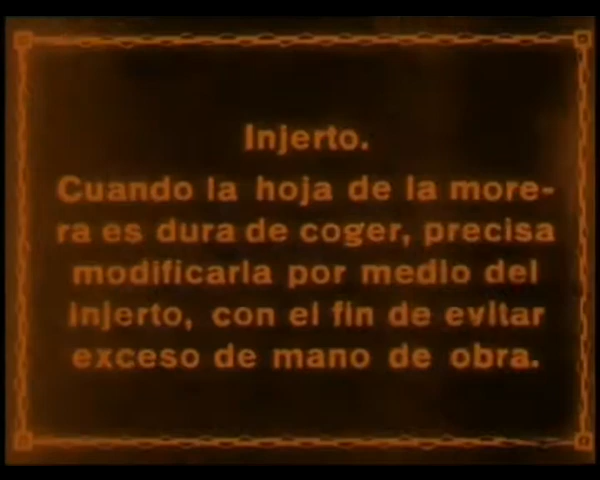 Injerto.
Cuando la hoja de la more-
ra es dura de coger, precisa
modificarla por medio del
injerto, con el fin de evitar
exceso de mano de obra.